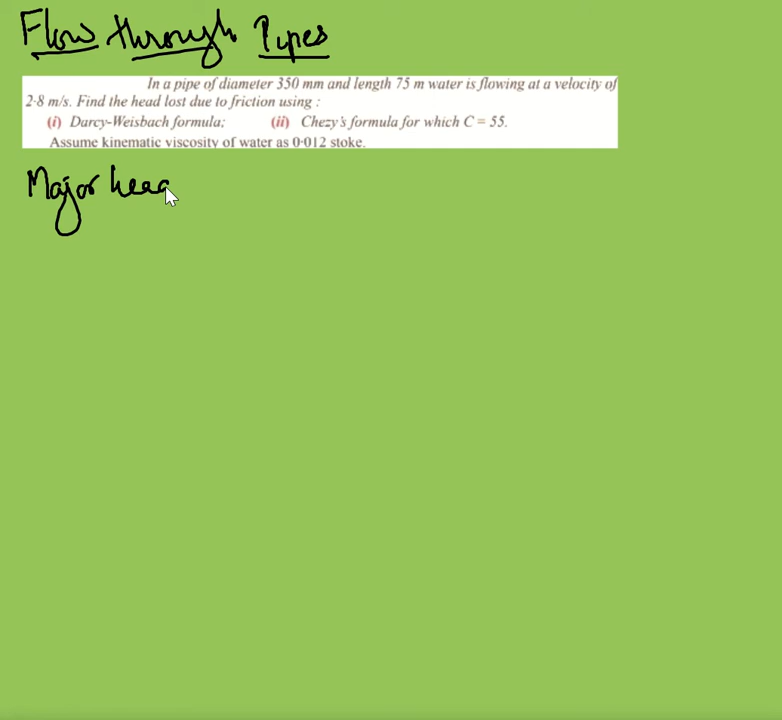 Flow through Pipes
In a pipe of diameter 350 mm and length 75 m water is flowing at a velocity of
2·8 m/s. Find the head lost due to friction using :
(i) Darcy-Weisbach formula; (ii) Chezy's formula for which C = 55.
Assume kinematic viscosity of water as 0·012 stoke.
Major head